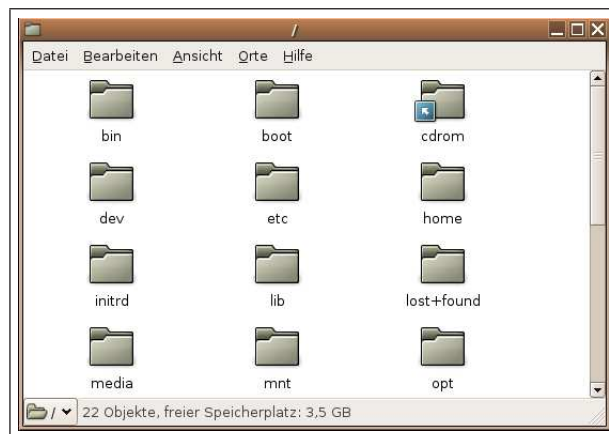 /
Datei Bearbeiten Ansicht Orte Hilfe
bin boot cdrom
dev etc home
initrd lib lost+found
media mnt opt
/ 22 Objekte, freier Speicherplatz: 3,5 GB